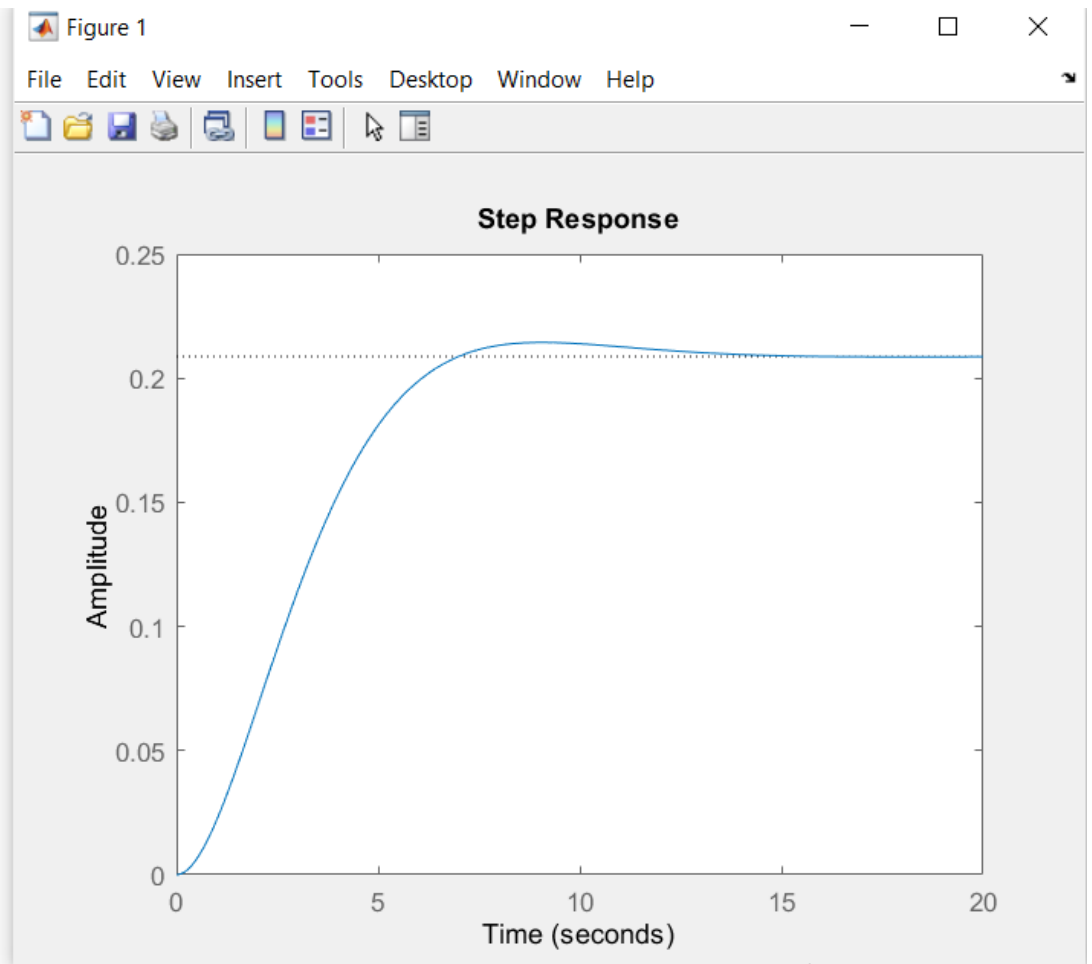 Figure 1
File Edit View Insert Tools Desktop Window Help
Step Response
0.25
0.2
0.15
0.1
0.05
0
Amplitude
0 5 10 15 20
Time (seconds)